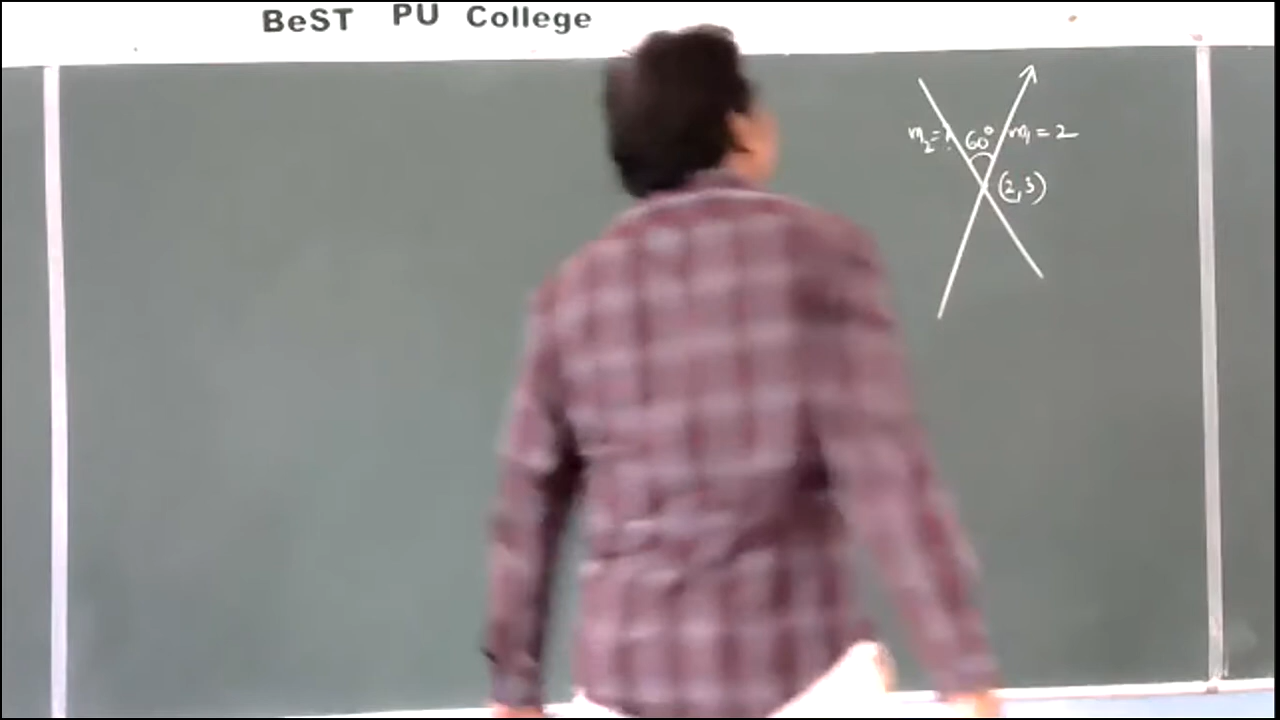 BeST PU College
m₂=? 60° m₁ = 2
(2,3)